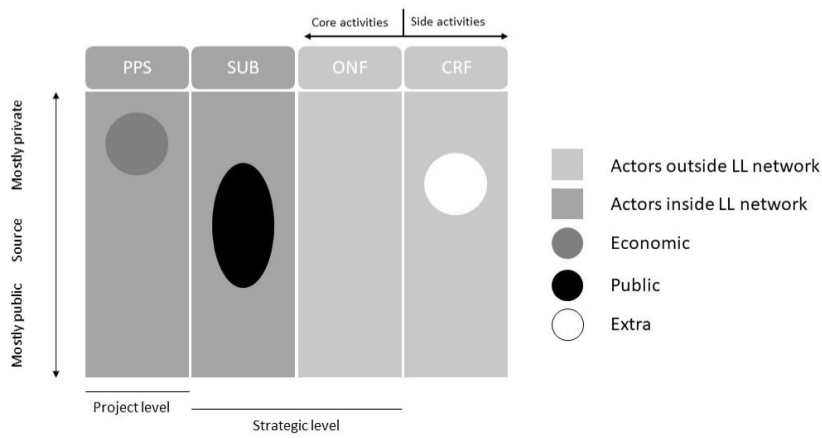 Core activities
Side activities
PPS
SUB
ONF
CRF
Mostly private
Source
Mostly public
Actors outside LL network
Actors inside LL network
Economic
Public
Extra
Project level
Strategic level